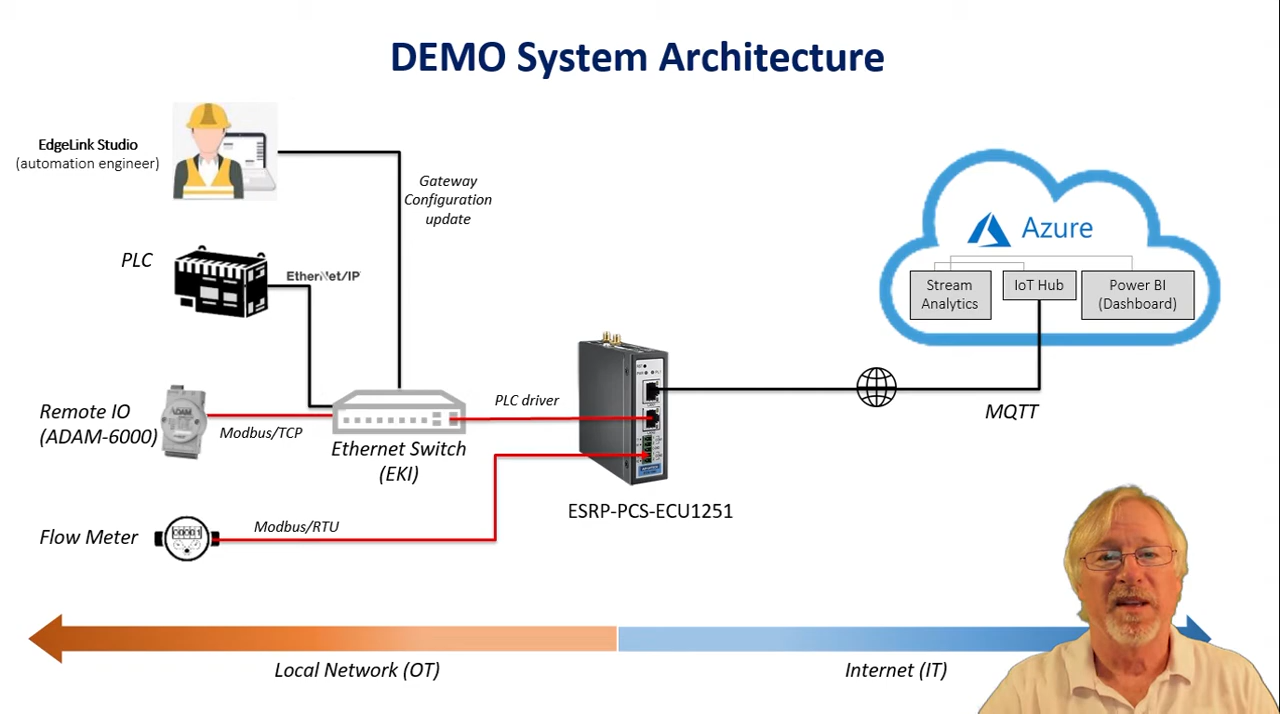 DEMO System Architecture
EdgeLink Studio
(automation engineer)
Gateway
Configuration
update
PLC
EtherNet/IP
Remote IO
(ADAM-6000)
ADAM
Modbus/TCP
Ethernet Switch
(EKI)
PLC driver
Flow Meter
Modbus/RTU
ESRP-PCS-ECU1251
Azure
Stream
Analytics
IoT Hub
Power BI
(Dashboard)
MQTT
Local Network (OT)
Internet (IT)